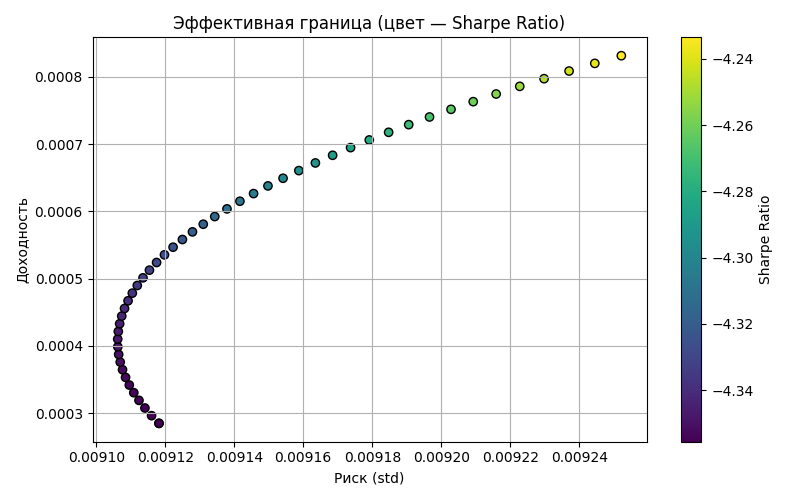 Эффективная граница (цвет — Sharpe Ratio)
Доходность
0.0008
0.0007
0.0006
0.0005
0.0004
0.0003
0.00910 0.00912 0.00914 0.00916 0.00918 0.00920 0.00922 0.00924
Риск (std)
−4.24
−4.26
−4.28
−4.30
−4.32
−4.34
Sharpe Ratio